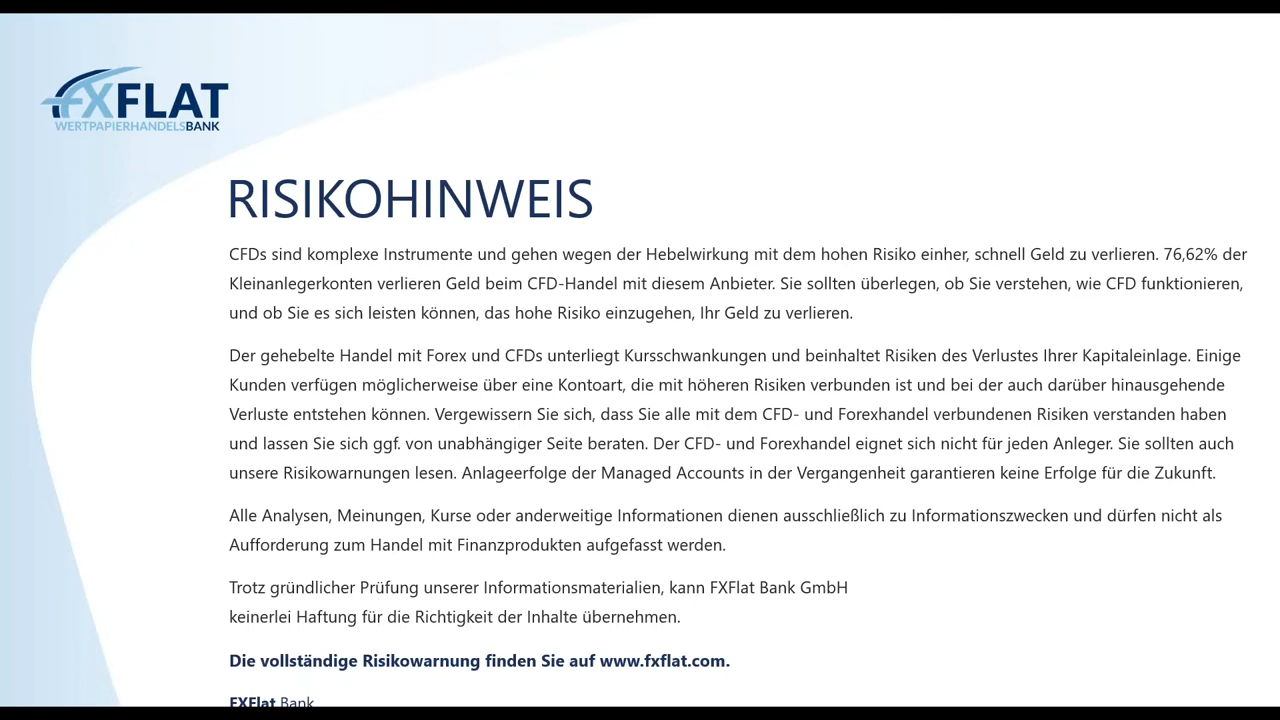 FXFLAT
WERTPAPIERHANDELSBANK
RISIKOHINWEIS
CFDs sind komplexe Instrumente und gehen wegen der Hebelwirkung mit dem hohen Risiko einher, schnell Geld zu verlieren. 76,62% der
Kleinanlegerkonten verlieren Geld beim CFD-Handel mit diesem Anbieter. Sie sollten überlegen, ob Sie verstehen, wie CFD funktionieren,
und ob Sie es sich leisten können, das hohe Risiko einzugehen, Ihr Geld zu verlieren.
Der gehebelte Handel mit Forex und CFDs unterliegt Kursschwankungen und beinhaltet Risiken des Verlustes Ihrer Kapitaleinlage. Einige
Kunden verfügen möglicherweise über eine Kontoart, die mit höheren Risiken verbunden ist und bei der auch darüber hinausgehende
Verluste entstehen können. Vergewissern Sie sich, dass Sie alle mit dem CFD- und Forexhandel verbundenen Risiken verstanden haben
und lassen Sie sich ggf. von unabhängiger Seite beraten. Der CFD- und Forexhandel eignet sich nicht für jeden Anleger. Sie sollten auch
unsere Risikowarnungen lesen. Anlageerfolge der Managed Accounts in der Vergangenheit garantieren keine Erfolge für die Zukunft.
Alle Analysen, Meinungen, Kurse oder anderweitige Informationen dienen ausschließlich zu Informationszwecken und dürfen nicht als
Aufforderung zum Handel mit Finanzprodukten aufgefasst werden.
Trotz gründlicher Prüfung unserer Informationsmaterialien, kann FXFlat Bank GmbH
keinerlei Haftung für die Richtigkeit der Inhalte übernehmen.
Die vollständige Risikowarnung finden Sie auf www.fxflat.com.
FXFlat Bank